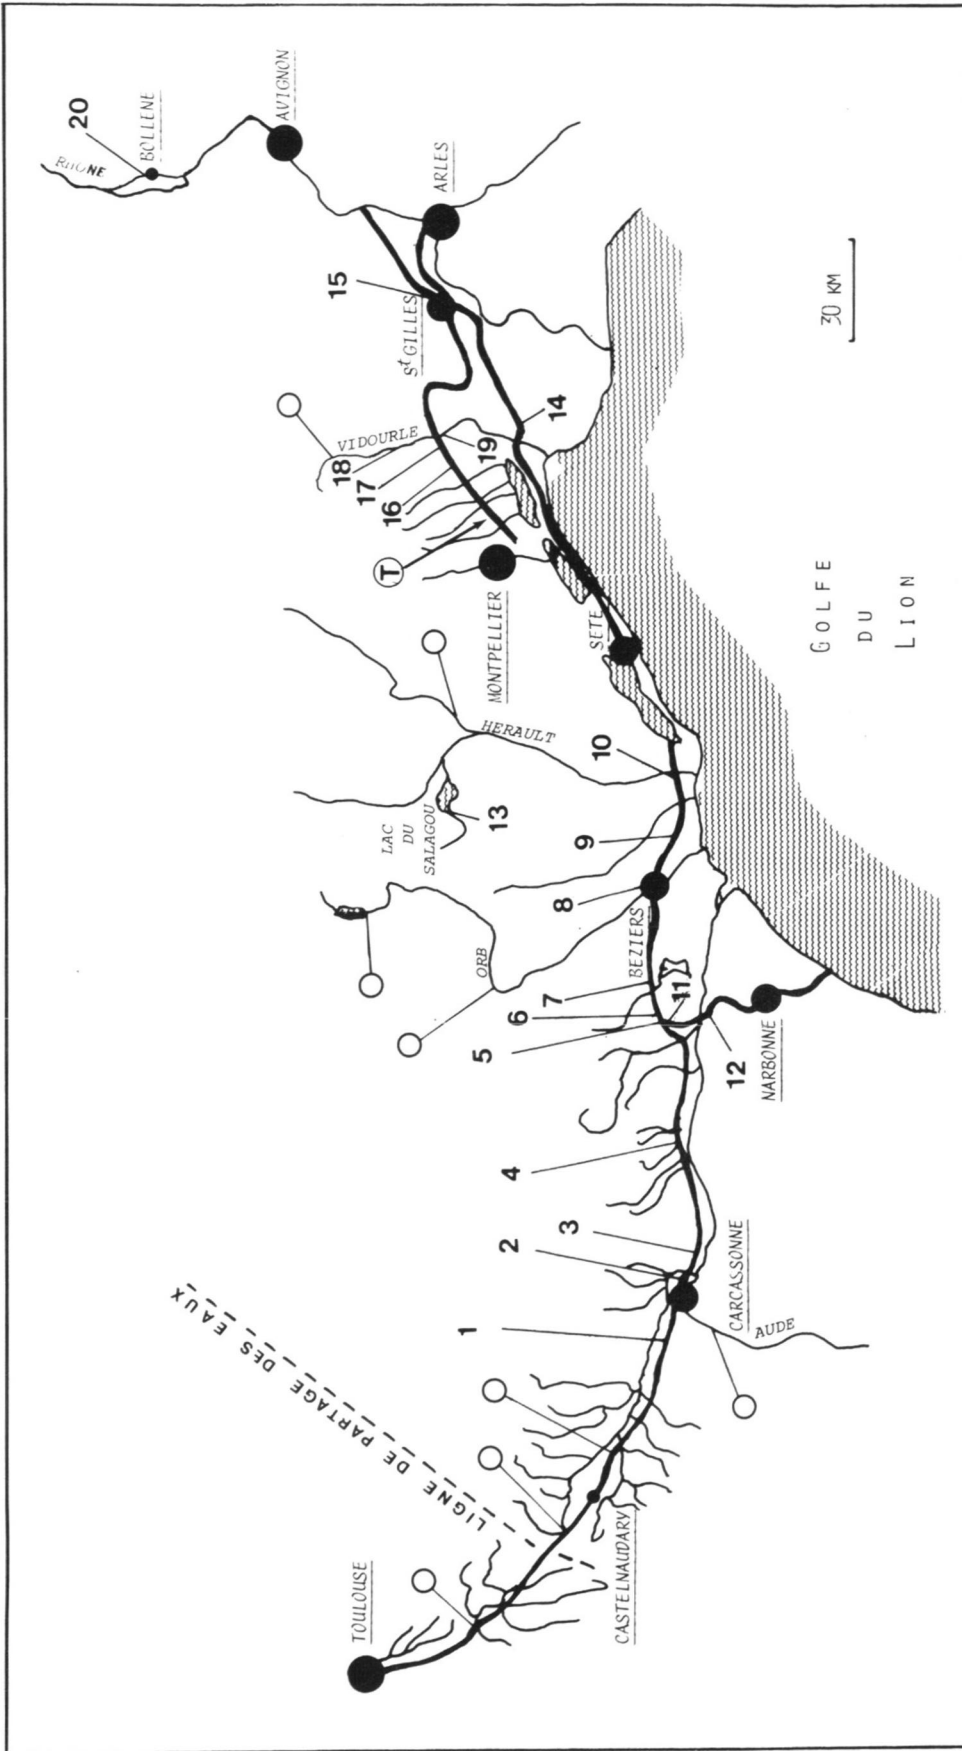 TOULOUSE
LIGNE DE PARTAGE DES EAUX
CASTELNAUDARY
1
2
3
CARCASSONNE
AUDE
4
5
6
7
11
12
NARBONNE
BEZIERS
8
9
10
ORB
LAC
DU
SALAGOU
13
HERAULT
SETE
MONTPELLIER
T
16
17
18
19
VIDOURLE
14
St GILLES
15
ARLES
AVIGNON
BOLLENE
20
RHONE
GOLFE
DU
LION
30 KM